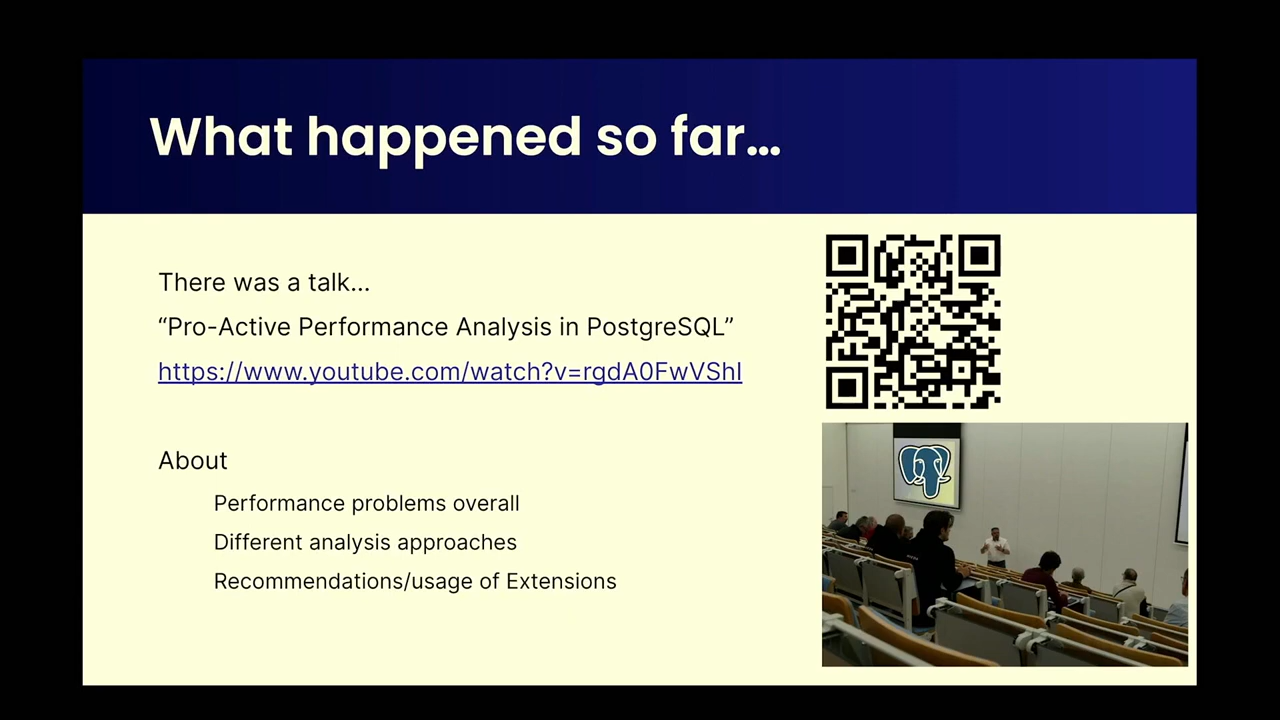 What happened so far...
There was a talk...
“Pro-Active Performance Analysis in PostgreSQL”
https://www.youtube.com/watch?v=rgdA0FwVShI
About
Performance problems overall
Different analysis approaches
Recommendations/usage of Extensions